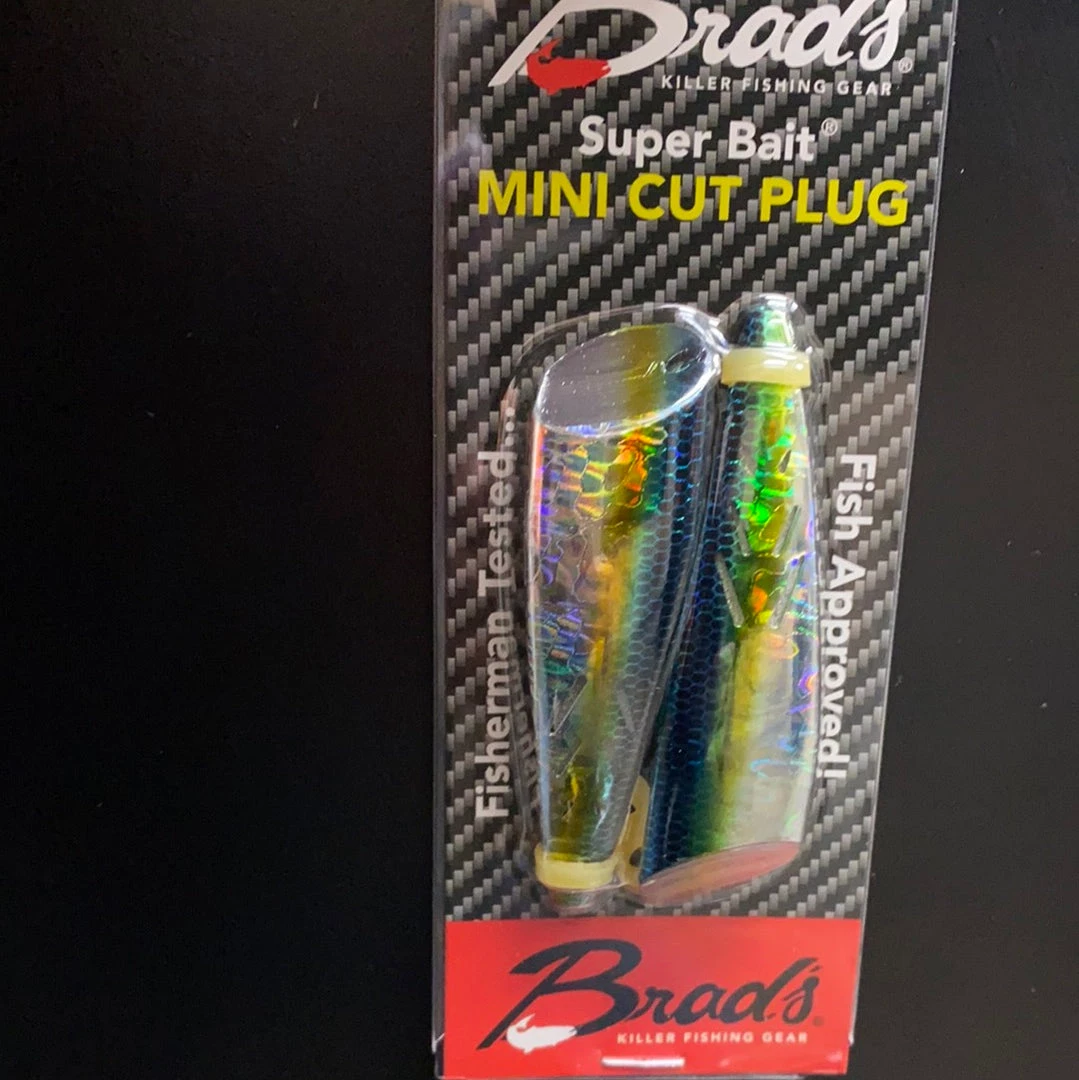 Brad's®
KILLER FISHING GEAR
Super Bait®
MINI CUT PLUG
Fisherman Tested...
Fish Approved!
Brad's®
KILLER FISHING GEAR